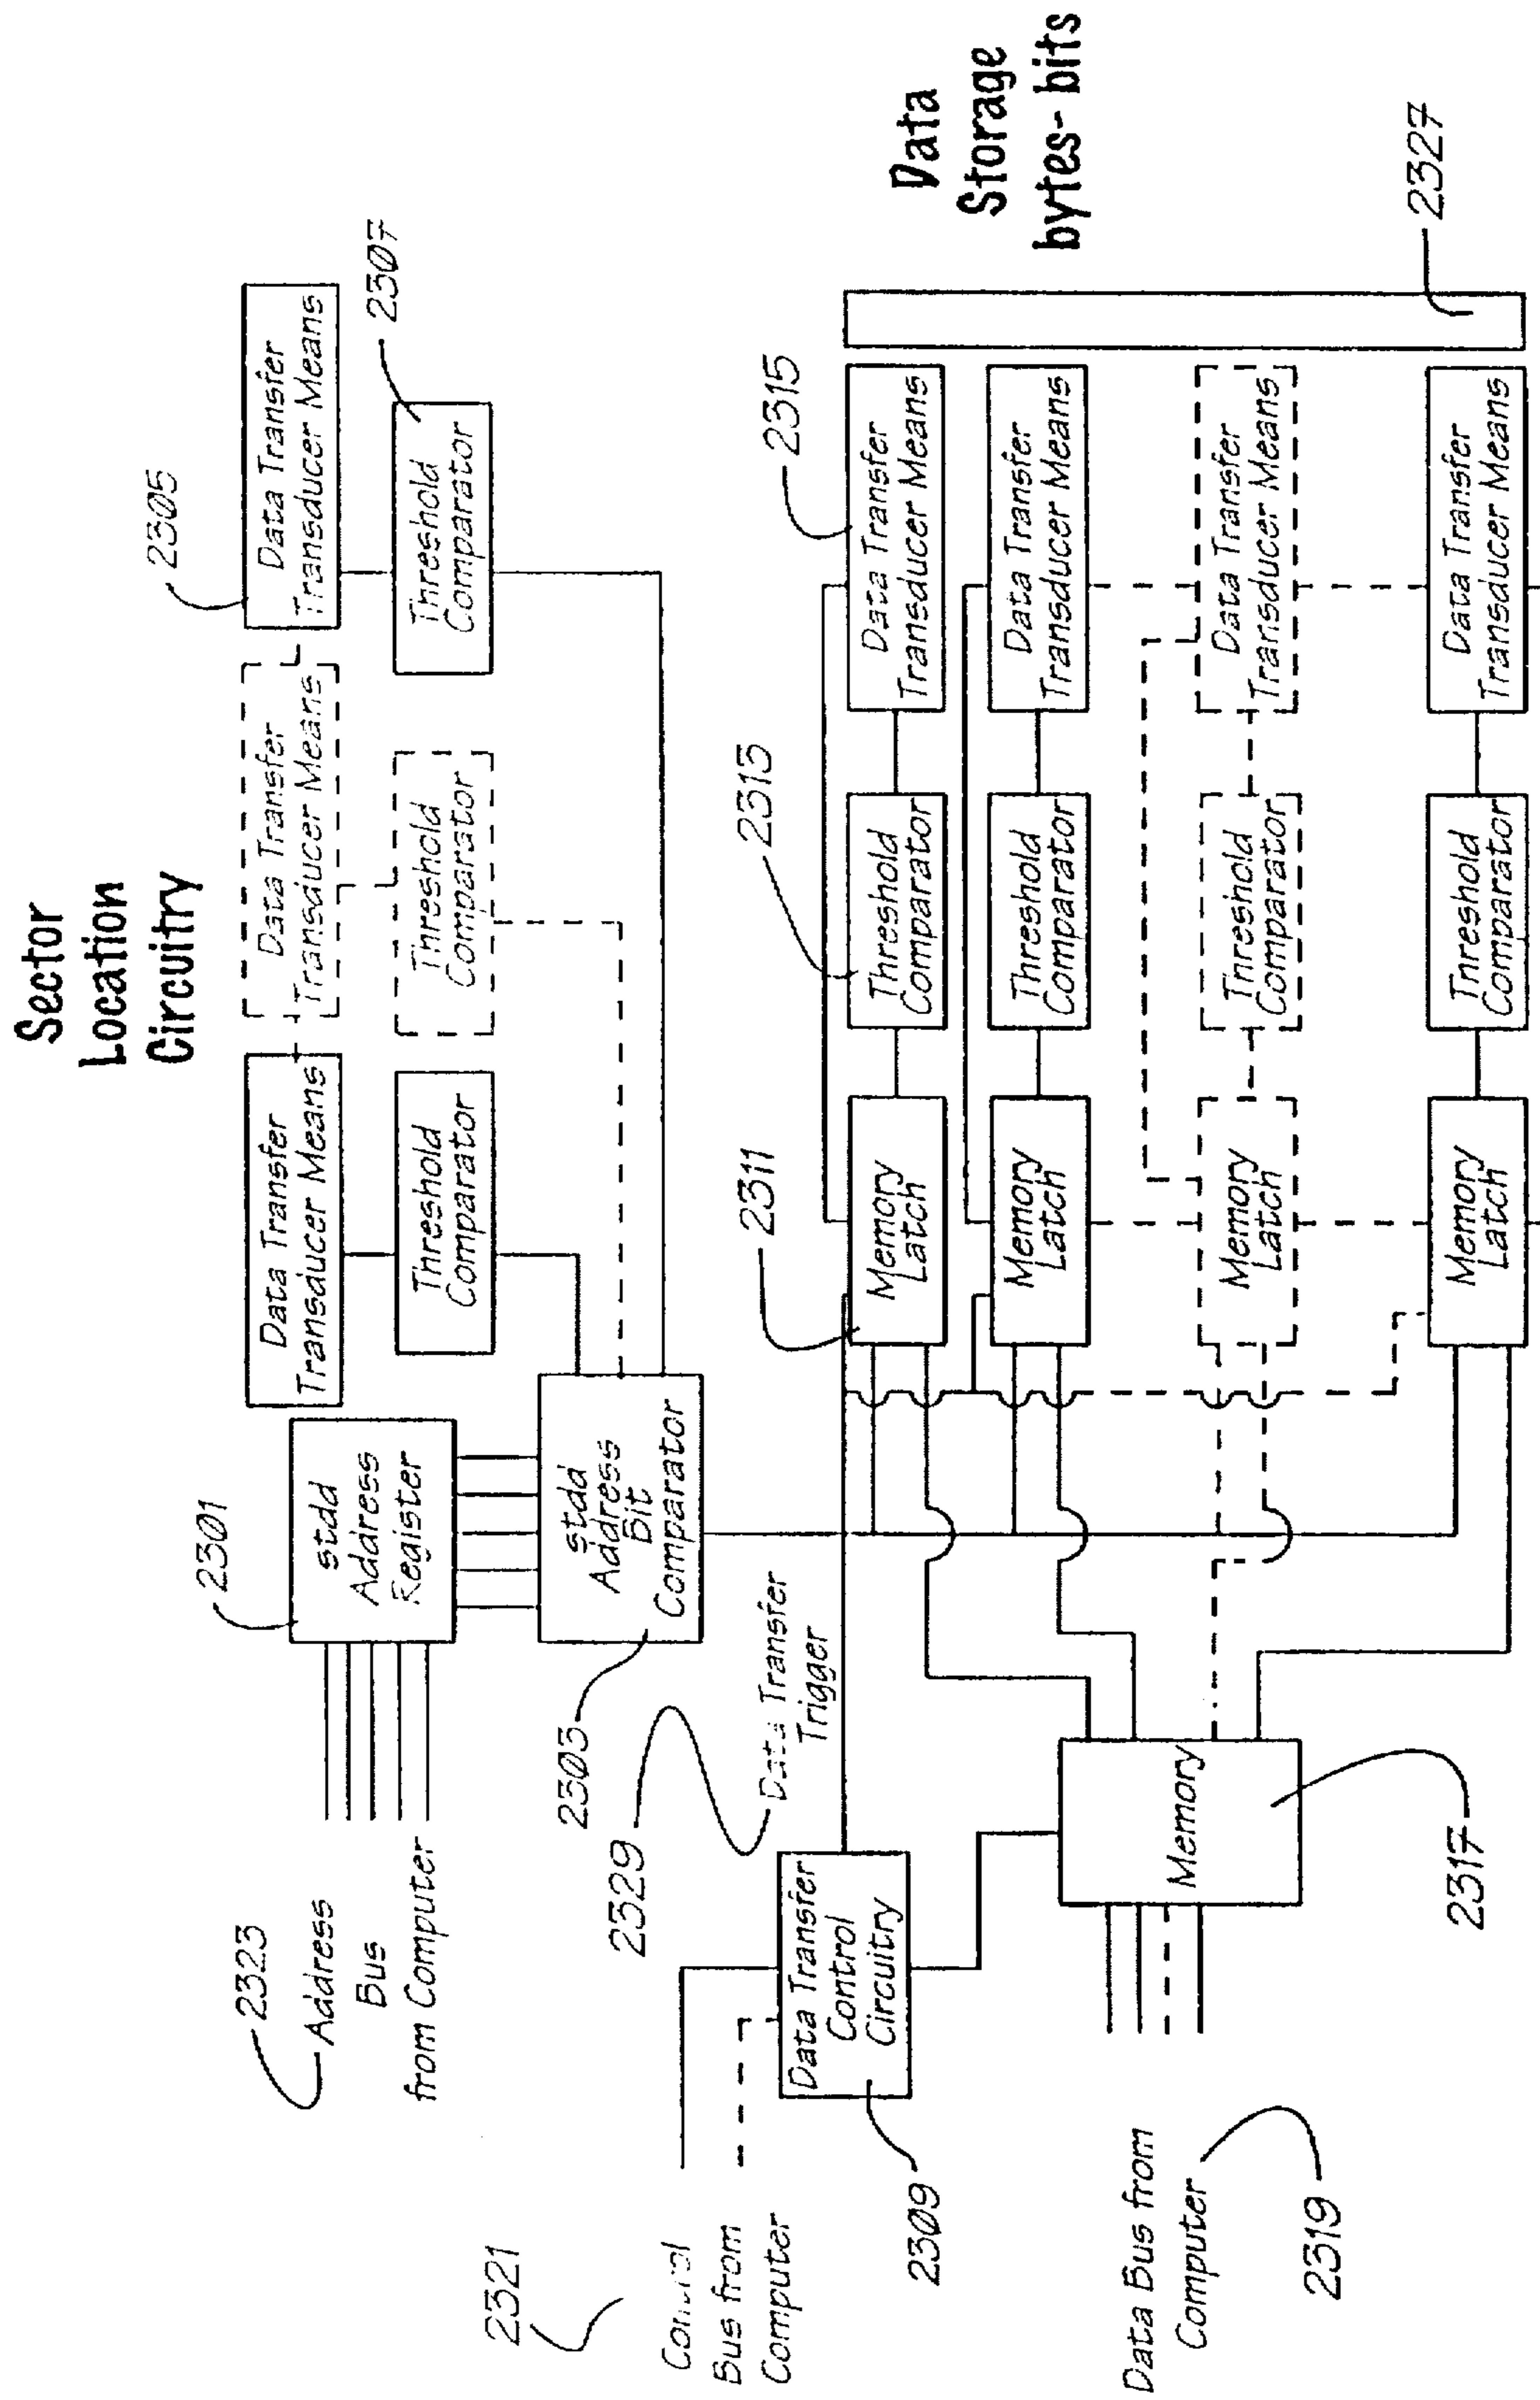 Sector
Location
Circuitry
2305
Data Transfer
Transducer Means
Data Transfer
Transducer Means
Data Transfer
Transducer Means
2307
Threshold
Comparator
Threshold
Comparator
Threshold
Comparator
2301
stdd
Address
Register
2323
Address
Bus
from Computer
stdd
Address
Bit
Comparator
2303
2329
Data Transfer
Trigger
2321
Control
Bus from
Computer
Data Transfer
Control
Circuitry
2309
2311
2313
2315
Memory
Latch
Threshold
Comparator
Data Transfer
Transducer Means
Memory
Latch
Threshold
Comparator
Data Transfer
Transducer Means
Memory
Latch
Threshold
Comparator
Data Transfer
Transducer Means
Memory
Latch
Threshold
Comparator
Data Transfer
Transducer Means
Data
Storage
bytes-bits
2327
Memory
2317
Data Bus from
Computer
2319